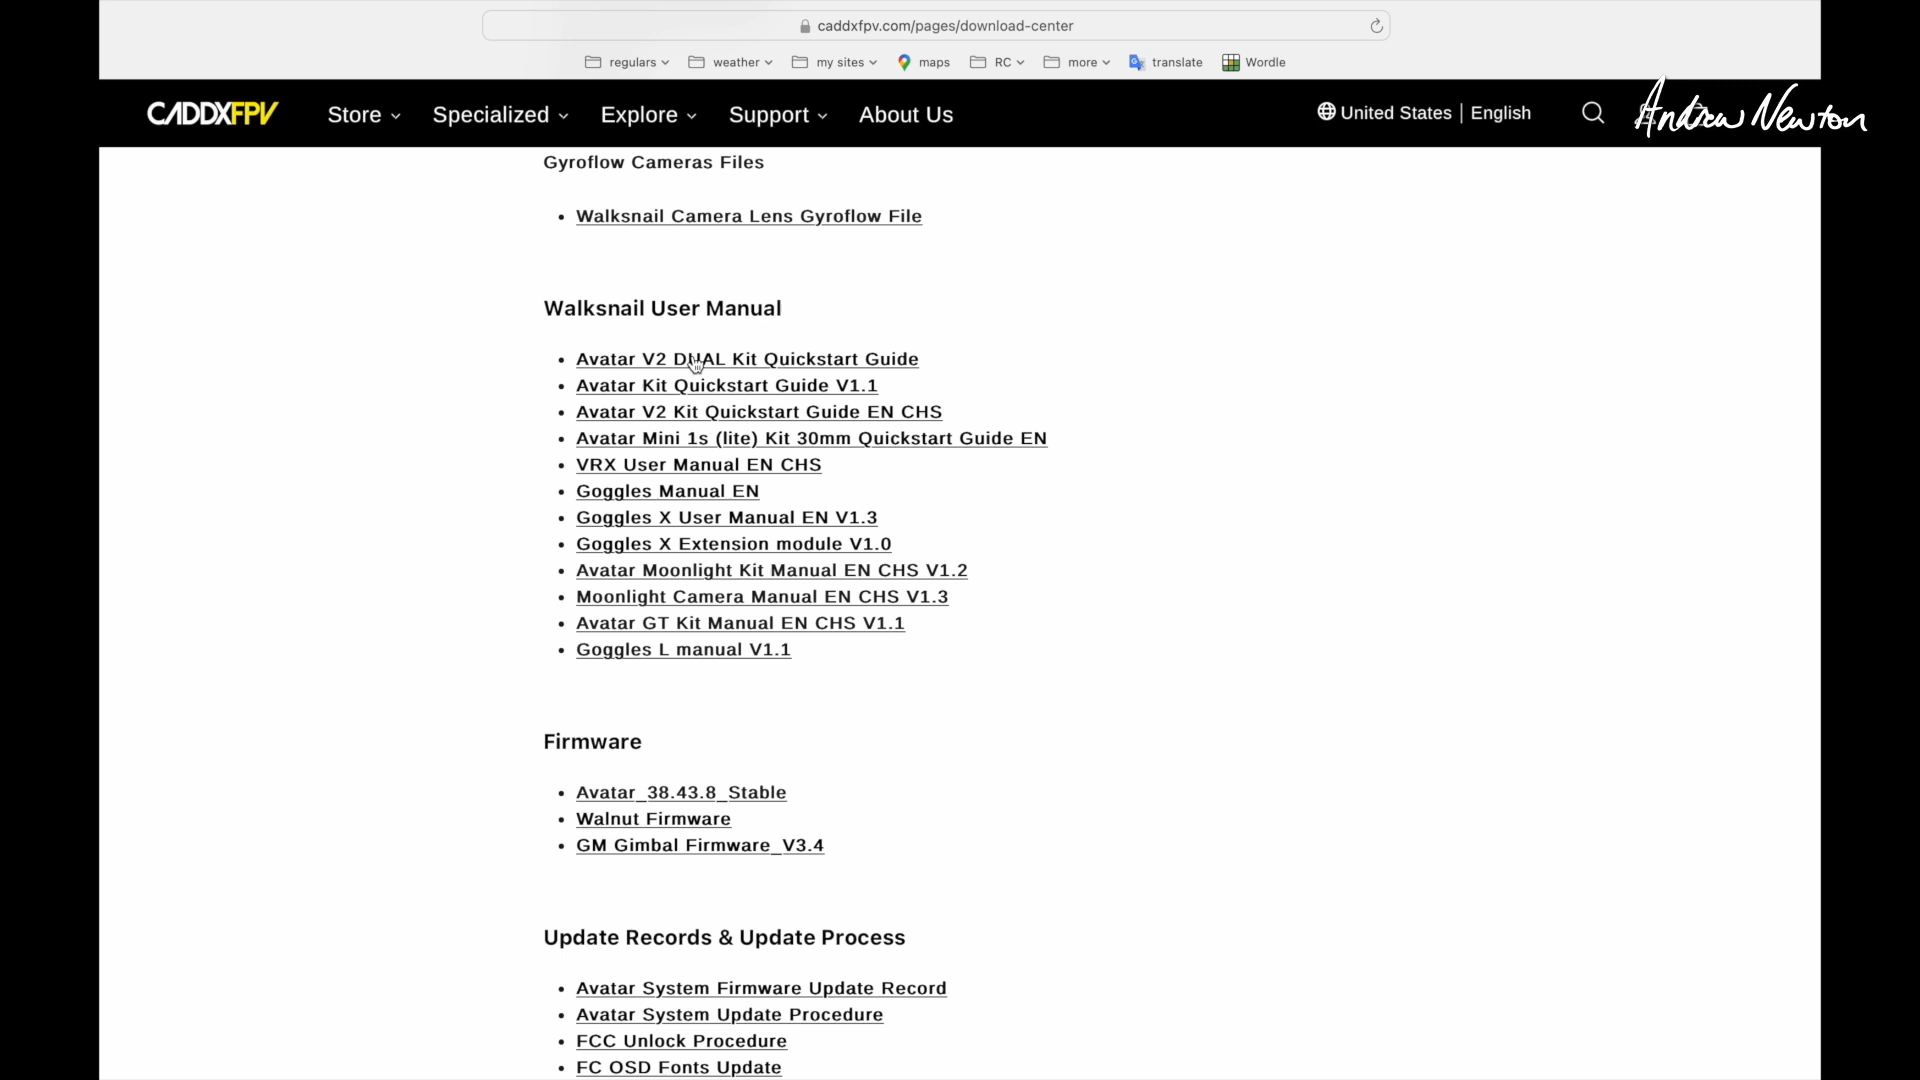 caddxfpv.com/pages/download-center
regulars weather my sites maps RC more translate Wordle
CADDXFPV Store Specialized Explore Support About Us United States | English
Andrew Newton
Gyroflow Cameras Files
• Walksnail Camera Lens Gyroflow File
Walksnail User Manual
• Avatar V2 DUAL Kit Quickstart Guide
• Avatar Kit Quickstart Guide V1.1
• Avatar V2 Kit Quickstart Guide EN CHS
• Avatar Mini 1s (lite) Kit 30mm Quickstart Guide EN
• VRX User Manual EN CHS
• Goggles Manual EN
• Goggles X User Manual EN V1.3
• Goggles X Extension module V1.0
• Avatar Moonlight Kit Manual EN CHS V1.2
• Moonlight Camera Manual EN CHS V1.3
• Avatar GT Kit Manual EN CHS V1.1
• Goggles L manual V1.1
Firmware
• Avatar_38.43.8_Stable
• Walnut Firmware
• GM Gimbal Firmware_V3.4
Update Records & Update Process
• Avatar System Firmware Update Record
• Avatar System Update Procedure
• FCC Unlock Procedure
• FC OSD Fonts Update